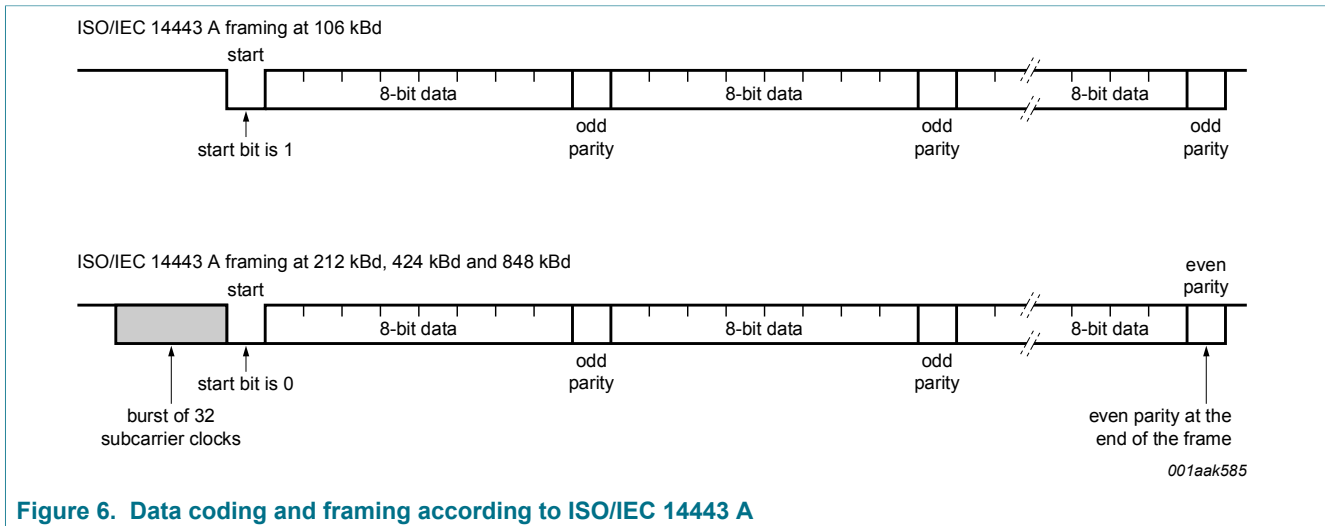 ISO/IEC 14443 A framing at 106 kBd
start
8-bit data
8-bit data
8-bit data
odd
parity
odd
parity
odd
parity
start bit is 1
ISO/IEC 14443 A framing at 212 kBd, 424 kBd and 848 kBd
start
even
parity
8-bit data
8-bit data
8-bit data
odd
parity
odd
parity
start bit is 0
burst of 32
subcarrier clocks
even parity at the
end of the frame
001aak585
Figure 6. Data coding and framing according to ISO/IEC 14443 A